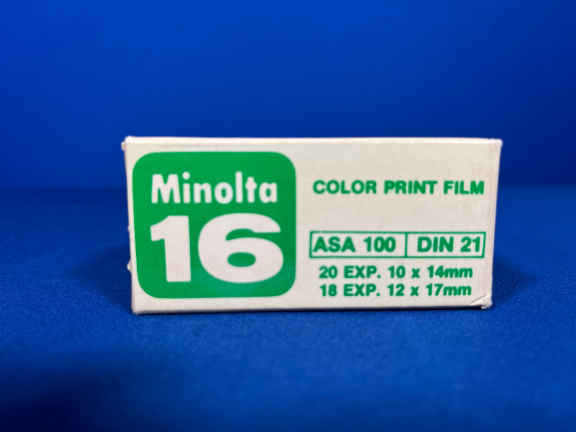 Minolta
16
COLOR PRINT FILM
ASA 100 DIN 21
20 EXP. 10 x 14mm
18 EXP. 12 x 17mm